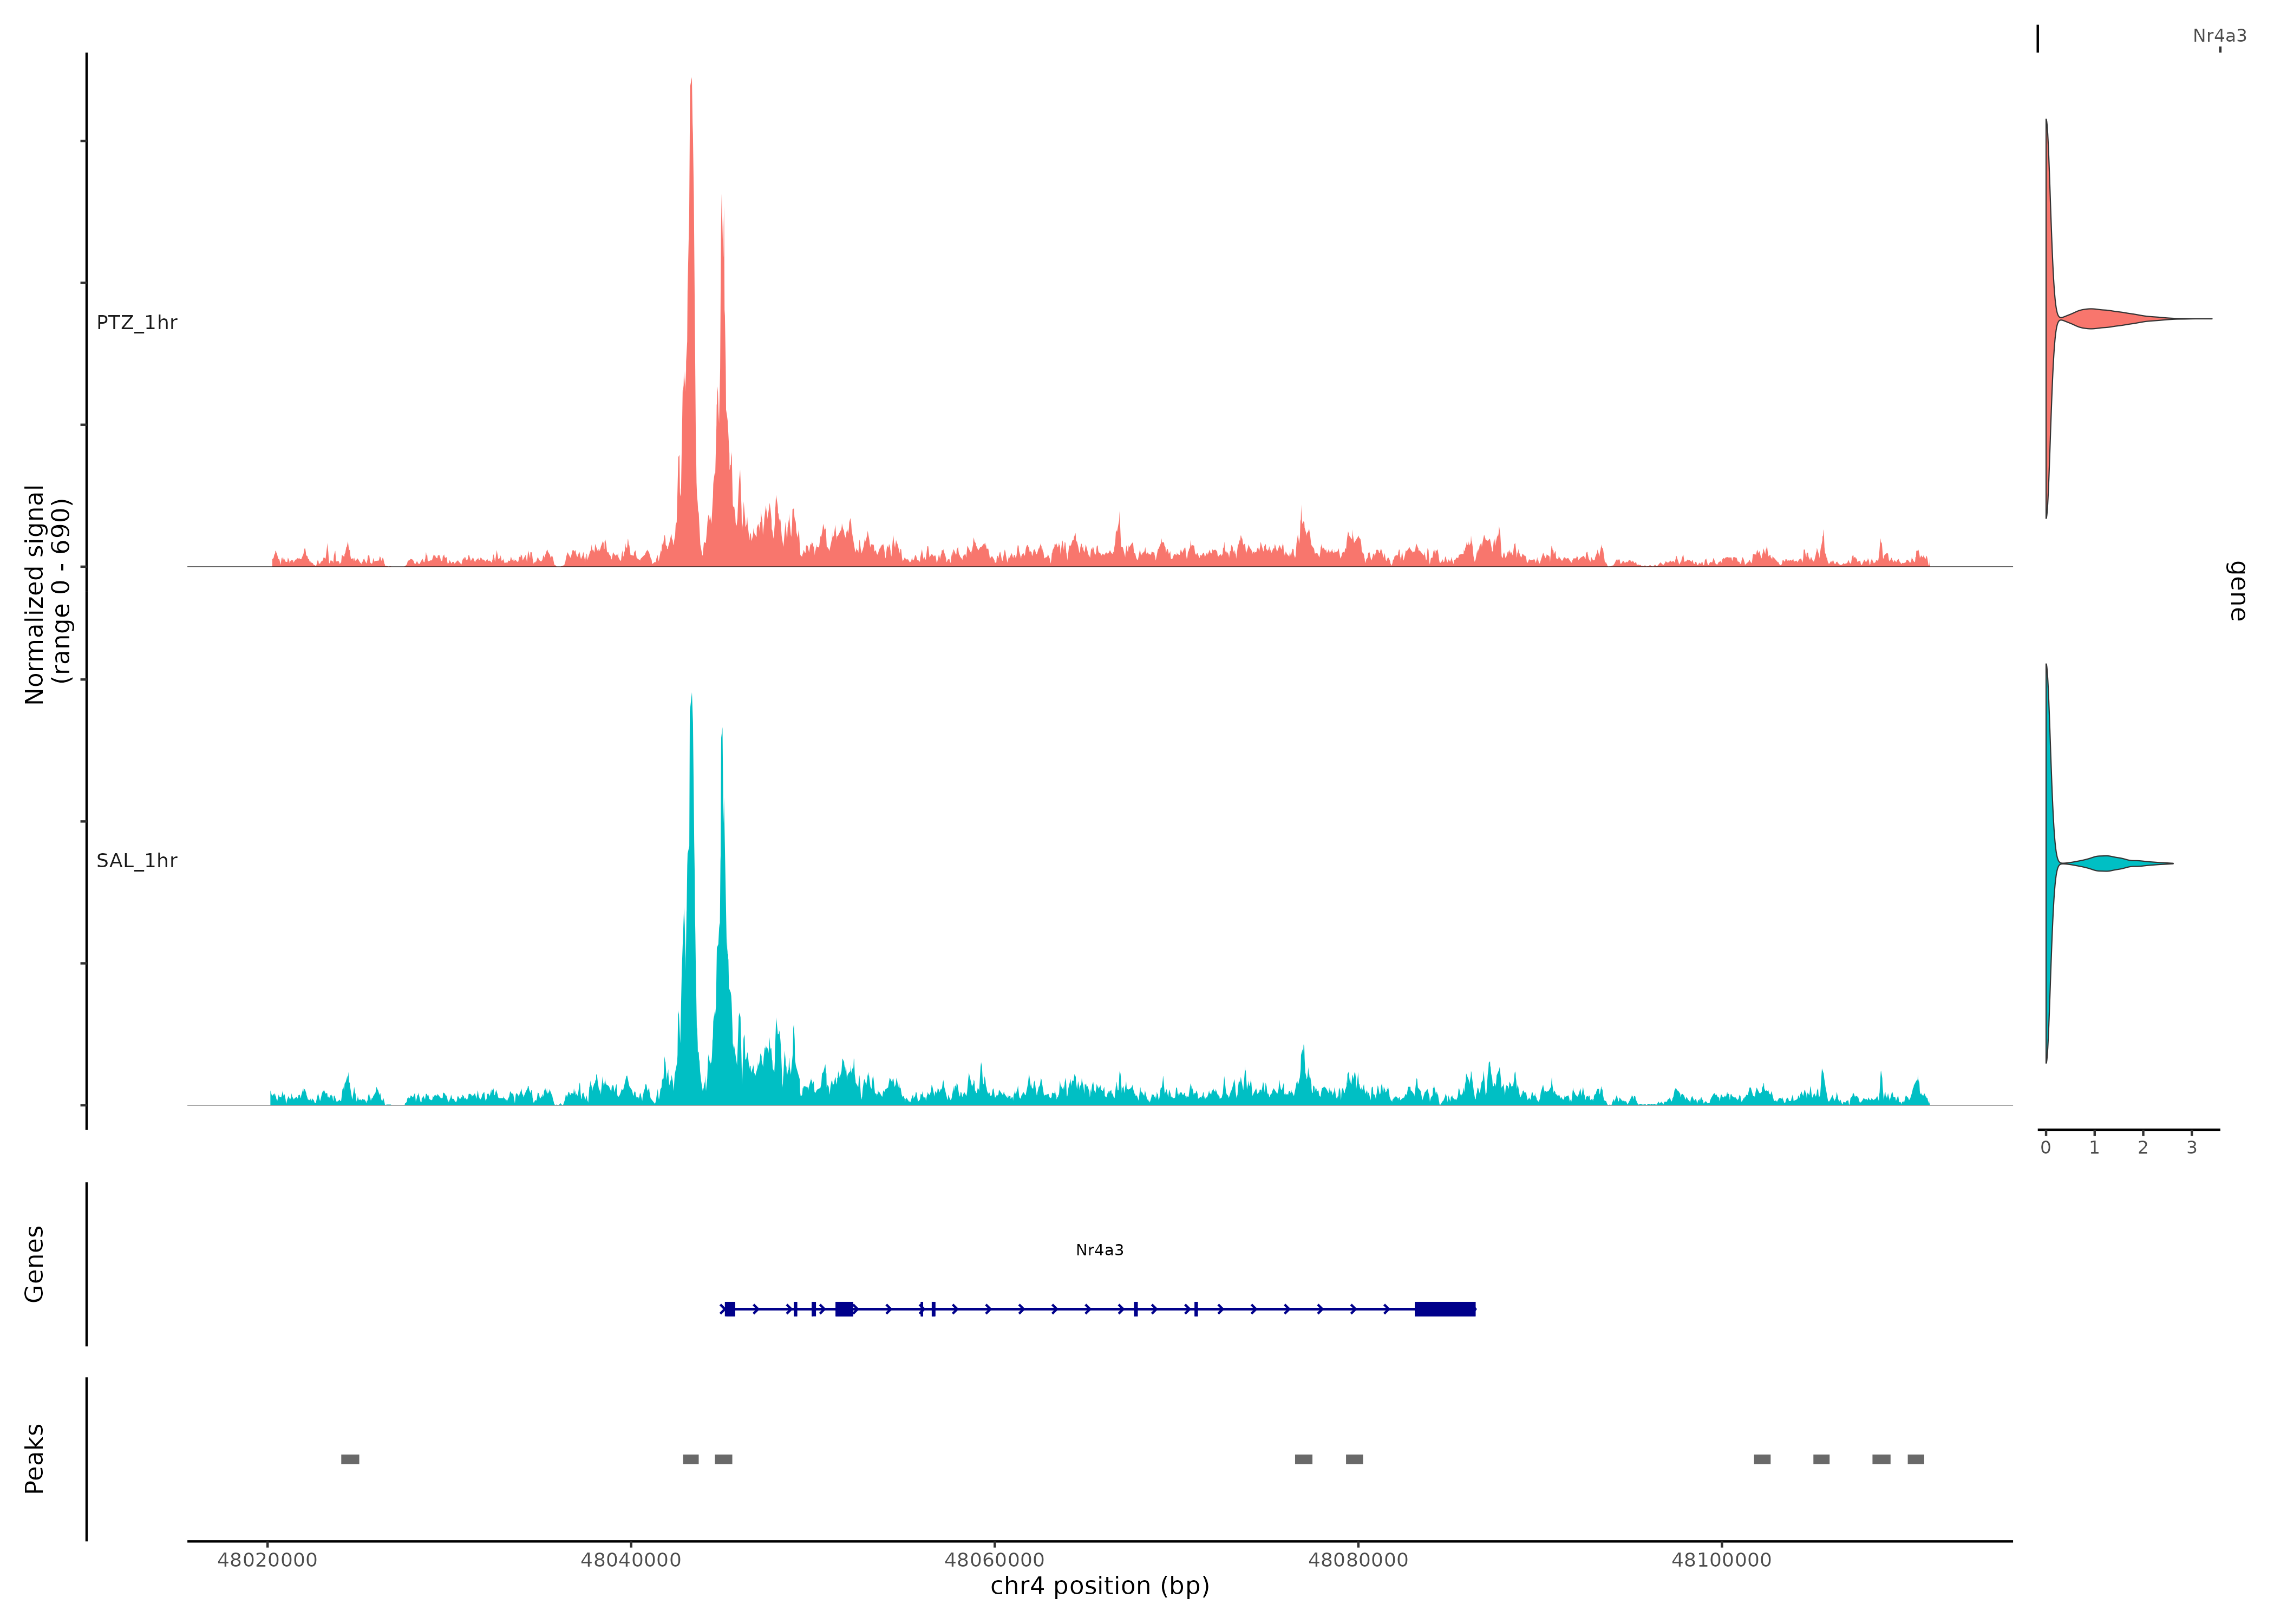 Nr4a3
PTZ_1hr
Normalized signal
(range 0 - 690)
gene
SAL_1hr
0 1 2 3
Genes
Nr4a3
Peaks
48020000 48040000 48060000 48080000 48100000
chr4 position (bp)